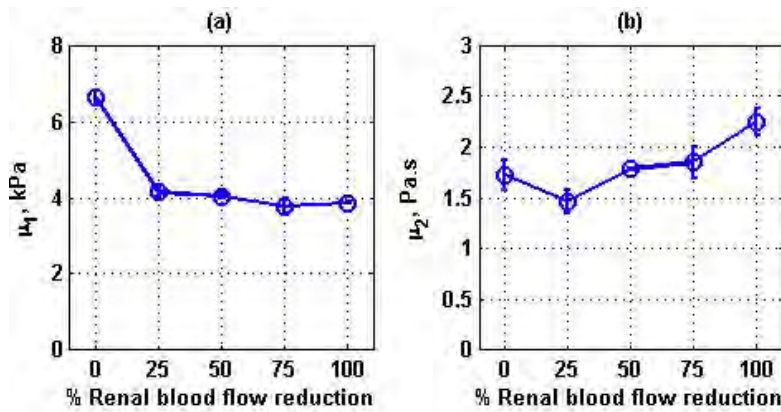 (a)
8
6
4
2
0
μ1, kPa
0 25 50 75 100
% Renal blood flow reduction
(b)
3
2.5
2
1.5
1
0.5
0
μ2, Pa.s
0 25 50 75 100
% Renal blood flow reduction